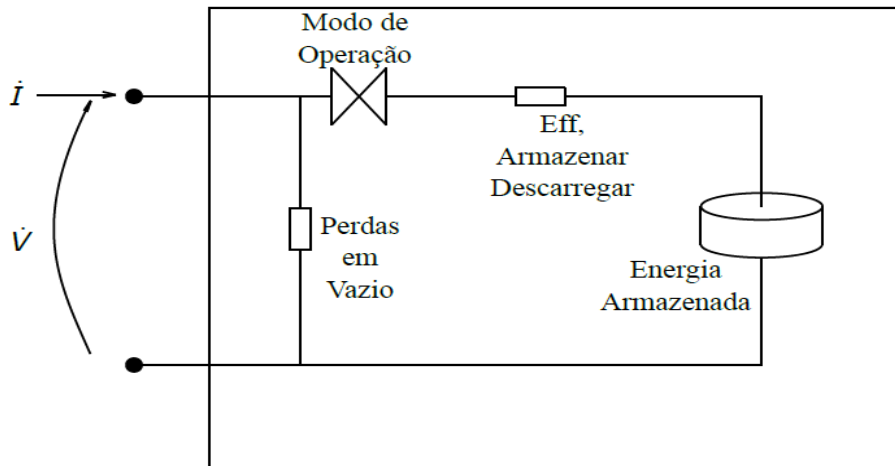 Modo de
Operação
İ
Eff,
Armazenar
Descarregar
V̇
Perdas
em
Vazio
Energia
Armazenada